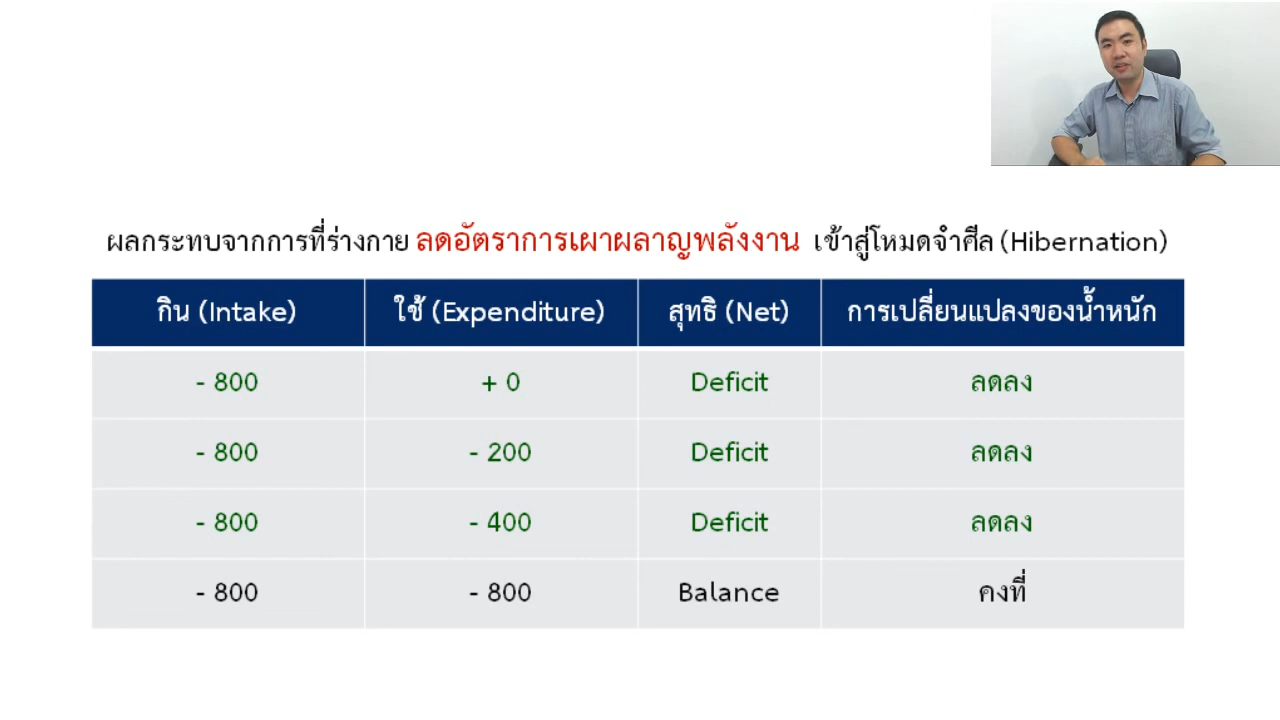 ผลกระทบจากการที่ร่างกาย ลดอัตราการเผาผลาญพลังงาน เข้าสู่โหมดจำศีล (Hibernation)
กิน (Intake) ใช้ (Expenditure) สุทธิ (Net) การเปลี่ยนแปลงของน้ำหนัก
- 800 + 0 Deficit ลดลง
- 800 - 200 Deficit ลดลง
- 800 - 400 Deficit ลดลง
- 800 - 800 Balance คงที่